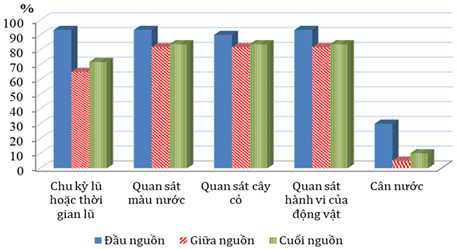 %
100
90
80
70
60
50
40
30
20
10
0
Chu kỳ lũ
hoặc thời
gian lũ
Quan sát
màu nước
Quan sát cây
cỏ
Quan sát
hành vi của
động vật
Cân nước
Đầu nguồn
Giữa nguồn
Cuối nguồn